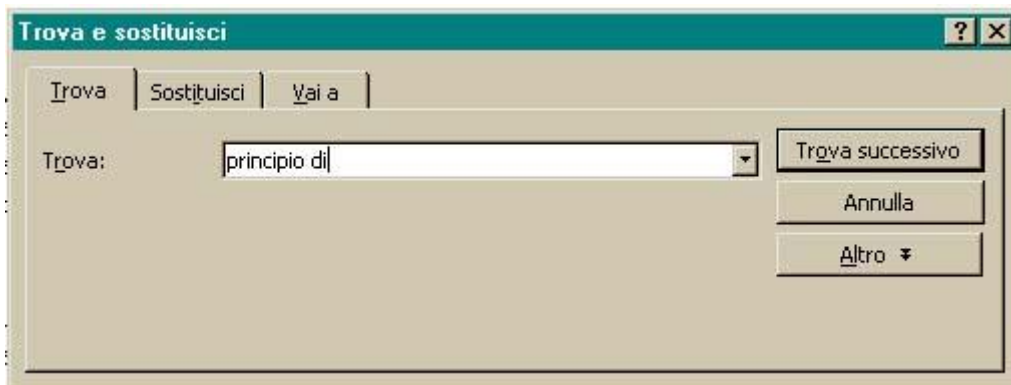 Trova e sostituisci
Trova Sostituisci Vai a
Trova: principio di Trova successivo
Annulla
Altro